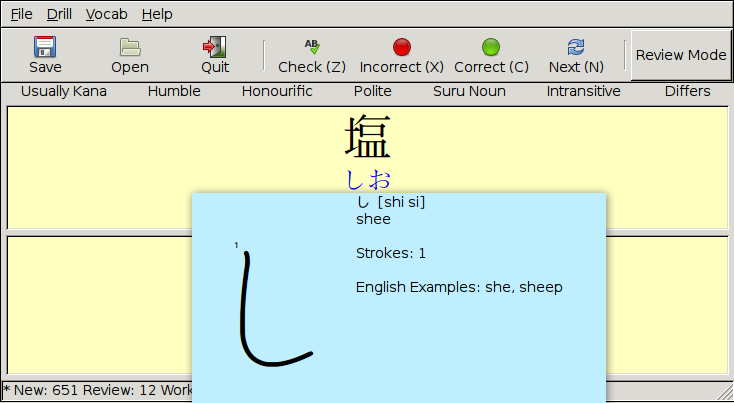 File Drill Vocab Help
AB
Save Open Quit Check (Z) Incorrect (X) Correct (C) Next (N) Review Mode
Usually Kana Humble Honourific Polite Suru Noun Intransitive Differs
塩
しお
し [shi si]
shee
1
し
Strokes: 1
English Examples: she, sheep
* New: 651 Review: 12 Work